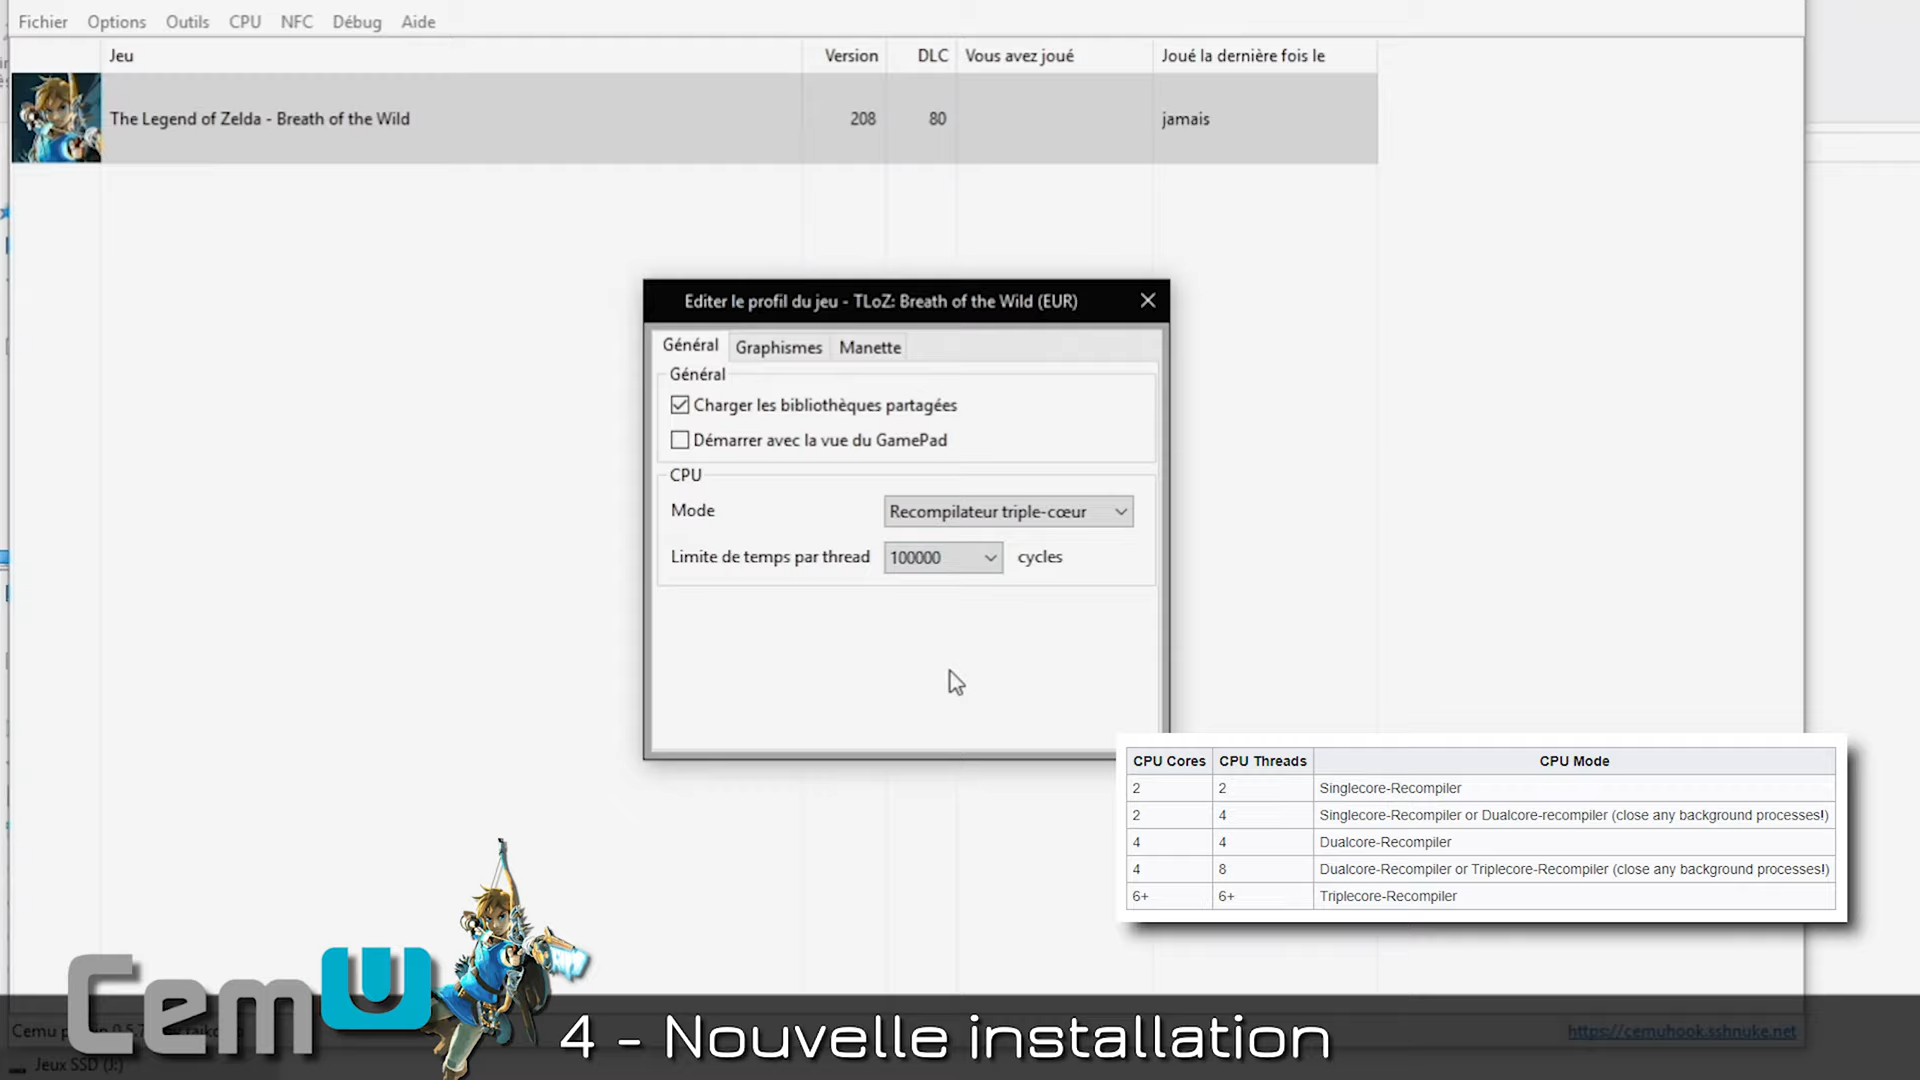 Fichier Options Outils CPU NFC Débug Aide
Jeu Version DLC Vous avez joué Joué la dernière fois le
The Legend of Zelda - Breath of the Wild 208 80 jamais
Editer le profil du jeu - TLoZ: Breath of the Wild (EUR)
Général Graphismes Manette
Général
Charger les bibliothèques partagées
Démarrer avec la vue du GamePad
CPU
Mode Recompilateur triple-cœur
Limite de temps par thread 100000 cycles
CPU Cores CPU Threads CPU Mode
2 2 Singlecore-Recompiler
2 4 Singlecore-Recompiler or Dualcore-recompiler (close any background processes!)
4 4 Dualcore-Recompiler
4 8 Dualcore-Recompiler or Triplecore-Recompiler (close any background processes!)
6+ 6+ Triplecore-Recompiler
CemU
Cemu
https://cemuhook.sshnuke.net
4 - Nouvelle installation
Jeux SSD (J:)